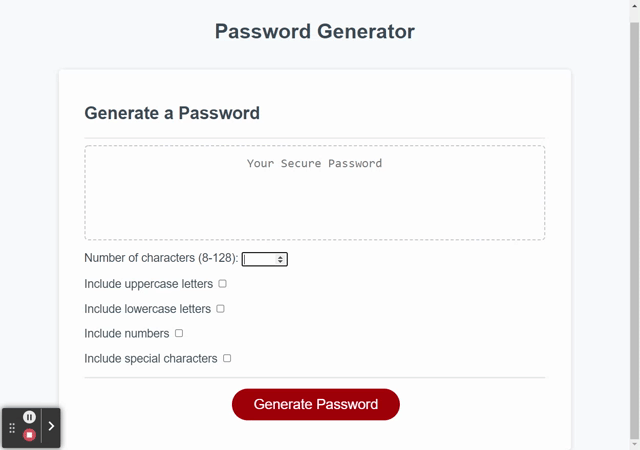 Password Generator
Generate a Password
Your Secure Password
Number of characters (8-128):
Include uppercase letters
Include lowercase letters
Include numbers
Include special characters
Generate Password